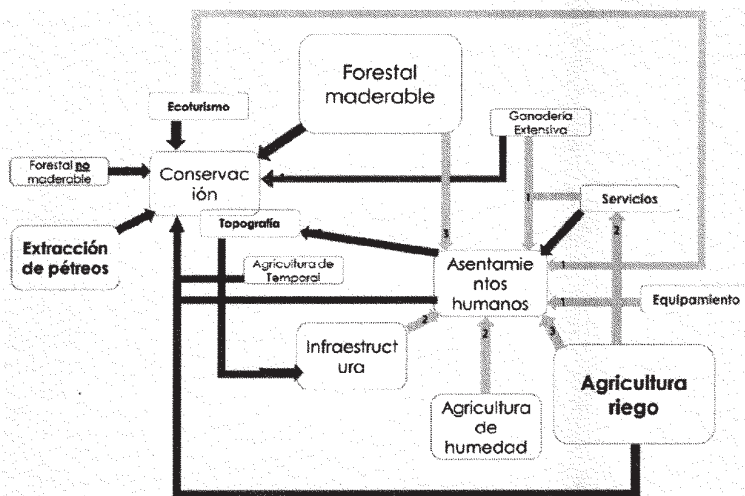 Forestal
maderable
Ecoturismo
Ganadería
Extensiva
Forestal no
maderable
Conservac
ión
1
Servicios
Topografía
3
2
Extracción
de pétreos
Agricultura de
Temporal
Asentamie
ntos
humanos
1
1
Equipamiento
2
3
Infraestruct
ura
2
Agricultura
riego
Agricultura
de
humedad